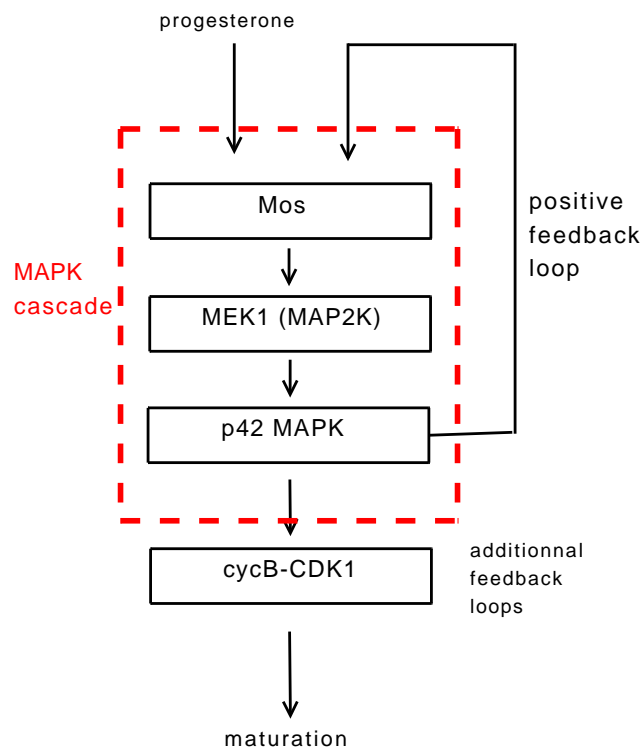 progesterone
Mos
positive
feedback
loop
MAPK
cascade
MEK1 (MAP2K)
p42 MAPK
cycB-CDK1
additionnal
feedback
loops
maturation